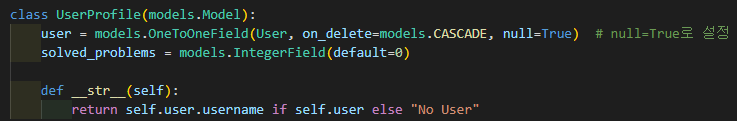 class UserProfile(models.Model):
    user = models.OneToOneField(User, on_delete=models.CASCADE, null=True)  # null=True로 설정
    solved_problems = models.IntegerField(default=0)

    def __str__(self):
        return self.user.username if self.user else "No User"